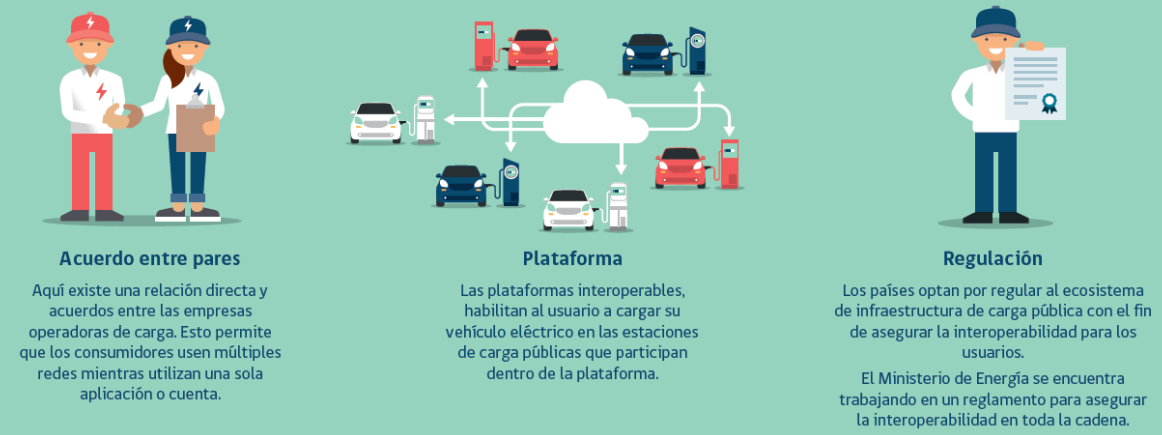 Acuerdo entre pares
Aquí existe una relación directa y
acuerdos entre las empresas
operadoras de carga. Esto permite
que los consumidores usen múltiples
redes mientras utilizan una sola
aplicación o cuenta.
Plataforma
Las plataformas interoperables,
habilitan al usuario a cargar su
vehículo eléctrico en las estaciones
de carga públicas que participan
dentro de la plataforma.
Regulación
Los países optan por regular al ecosistema
de infraestructura de carga pública con el fin
de asegurar la interoperabilidad para los
usuarios.
El Ministerio de Energía se encuentra
trabajando en un reglamento para asegurar
la interoperabilidad en toda la cadena.